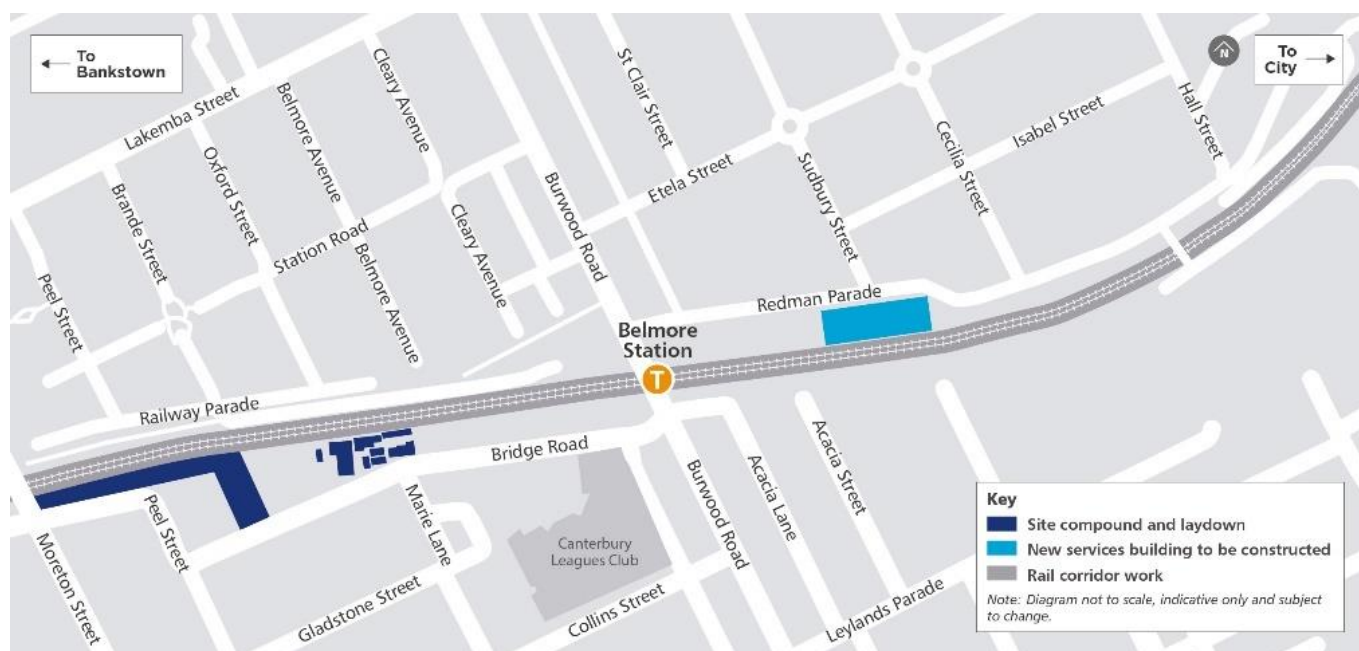 To
Bankstown
N
To
City
Lakemba Street
Cleary Avenue
Belmore Avenue
St Clair Street
Hall Street
Oxford Street
Brande Street
Burwood Road
Etela Street
Sudbury Street
Cecilia Street
Isabel Street
Station Road
Cleary Avenue
Belmore Avenue
Peel Street
Redman Parade
Belmore
Station
T
Railway Parade
Bridge Road
Peel Street
Marie Lane
Moreton Street
Canterbury
Leagues Club
Burwood Road
Acacia Lane
Acacia Street
Gladstone Street
Collins Street
Leylands Parade
Key
Site compound and laydown
New services building to be constructed
Rail corridor work
Note: Diagram not to scale, indicative only and subject
to change.